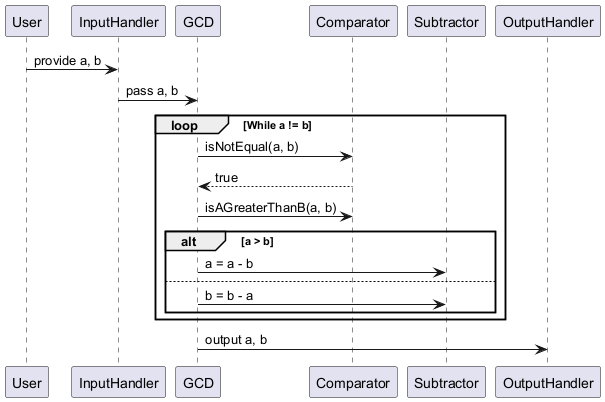 User InputHandler GCD Comparator Subtractor OutputHandler
provide a, b
pass a, b
loop [While a != b]
isNotEqual(a, b)
true
isAGreaterThanB(a, b)
alt [a > b]
a = a - b
b = b - a
output a, b
User InputHandler GCD Comparator Subtractor OutputHandler